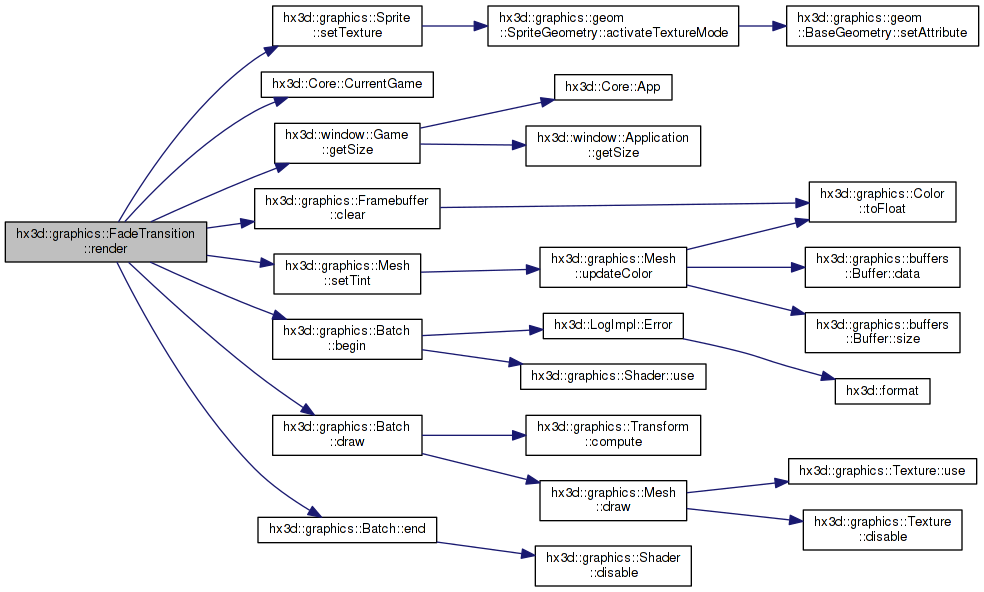 hx3d::graphics::FadeTransition
::render
hx3d::graphics::Sprite
::setTexture
hx3d::graphics::geom
::SpriteGeometry::activateTextureMode
hx3d::graphics::geom
::BaseGeometry::setAttribute
hx3d::Core::CurrentGame
hx3d::window::Game
::getSize
hx3d::Core::App
hx3d::window::Application
::getSize
hx3d::graphics::Framebuffer
::clear
hx3d::graphics::Color
::toFloat
hx3d::graphics::Mesh
::setTint
hx3d::graphics::Mesh
::updateColor
hx3d::graphics::buffers
::Buffer::data
hx3d::graphics::buffers
::Buffer::size
hx3d::graphics::Batch
::begin
hx3d::LogImpl::Error
hx3d::graphics::Shader::use
hx3d::format
hx3d::graphics::Batch
::draw
hx3d::graphics::Transform
::compute
hx3d::graphics::Mesh
::draw
hx3d::graphics::Texture::use
hx3d::graphics::Texture
::disable
hx3d::graphics::Batch::end
hx3d::graphics::Shader
::disable